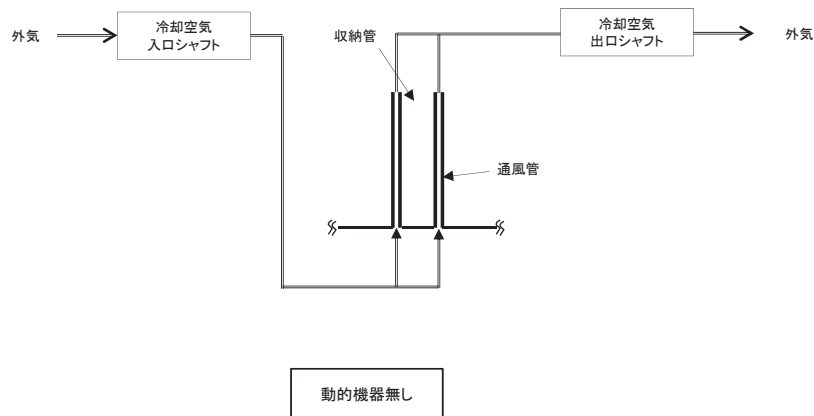 外気
冷却空気
入口シャフト
収納管
冷却空気
出口シャフト
外気
通風管
動的機器無し